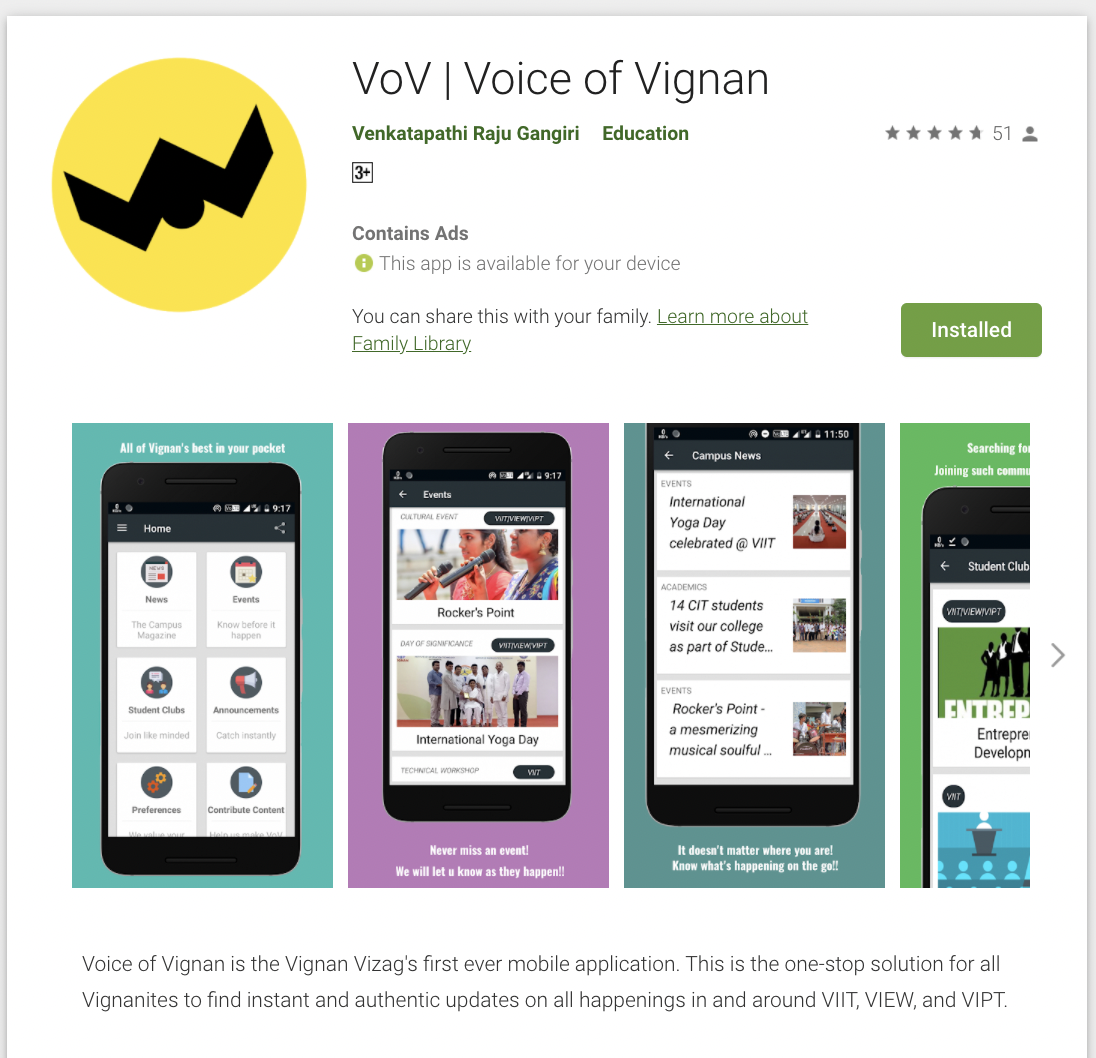 VoV | Voice of Vignan
Venkatapathi Raju Gangiri Education
51
3+
Contains Ads
This app is available for your device
You can share this with your family. Learn more about
Family Library
Installed
All of Vignan's best in your pocket
9:17
Home
NEWS
News
The Campus
Magazine
Events
Know before it
happen
Student Clubs
Join like minded
Announcements
Catch instantly
Preferences
We value your
Contribute Content
Help us make VoV
9:17
Events
CULTURAL EVENT
VIIT|VIEW|VIPT
Rocker's Point
DAY OF SIGNIFICANCE
VIIT|VIEW|VIPT
International Yoga Day
TECHNICAL WORKSHOP
VIIT
Never miss an event!
We will let u know as they happen!!
11:50
Campus News
EVENTS
International
Yoga Day
celebrated @ VIIT
ACADEMICS
14 CIT students
visit our college
as part of Stude...
EVENTS
Rocker's Point -
a mesmerizing
musical soulful ...
It doesn't matter where you are!
Know what's happening on the go!!
Searching for
Joining such commu
Student Club
VIIT|VIEW|VIPT
ENTREP
Entrepre
Developm
VIIT
Voice of Vignan is the Vignan Vizag's first ever mobile application. This is the one-stop solution for all
Vignanites to find instant and authentic updates on all happenings in and around VIIT, VIEW, and VIPT.